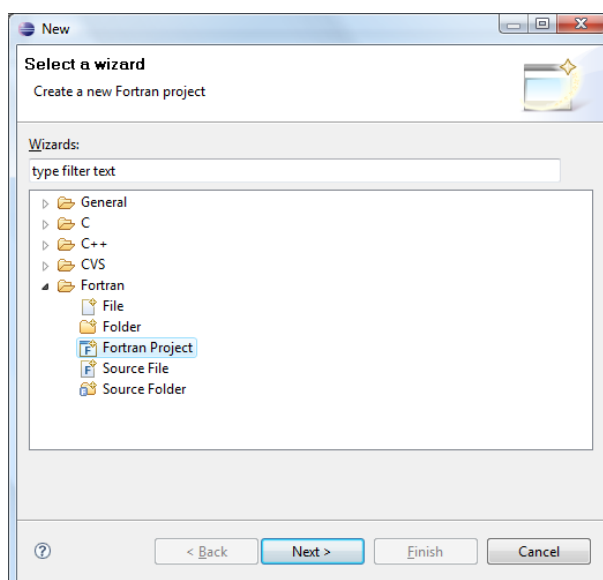 New
Select a wizard
Create a new Fortran project
Wizards:
type filter text
General
C
C++
CVS
Fortran
File
Folder
Fortran Project
Source File
Source Folder
< Back Next > Finish Cancel